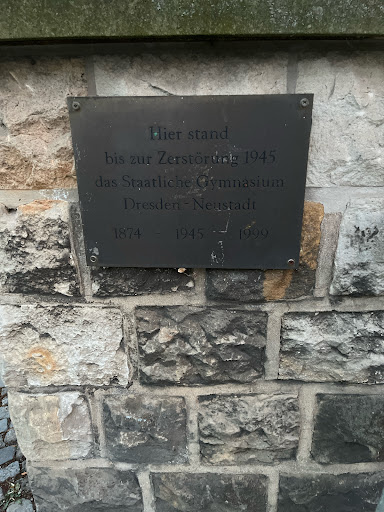 Hier stand
bis zur Zerstörung 1945
das Staatliche Gymnasium
Dresden - Neustadt
1874 - 1945 - 1999